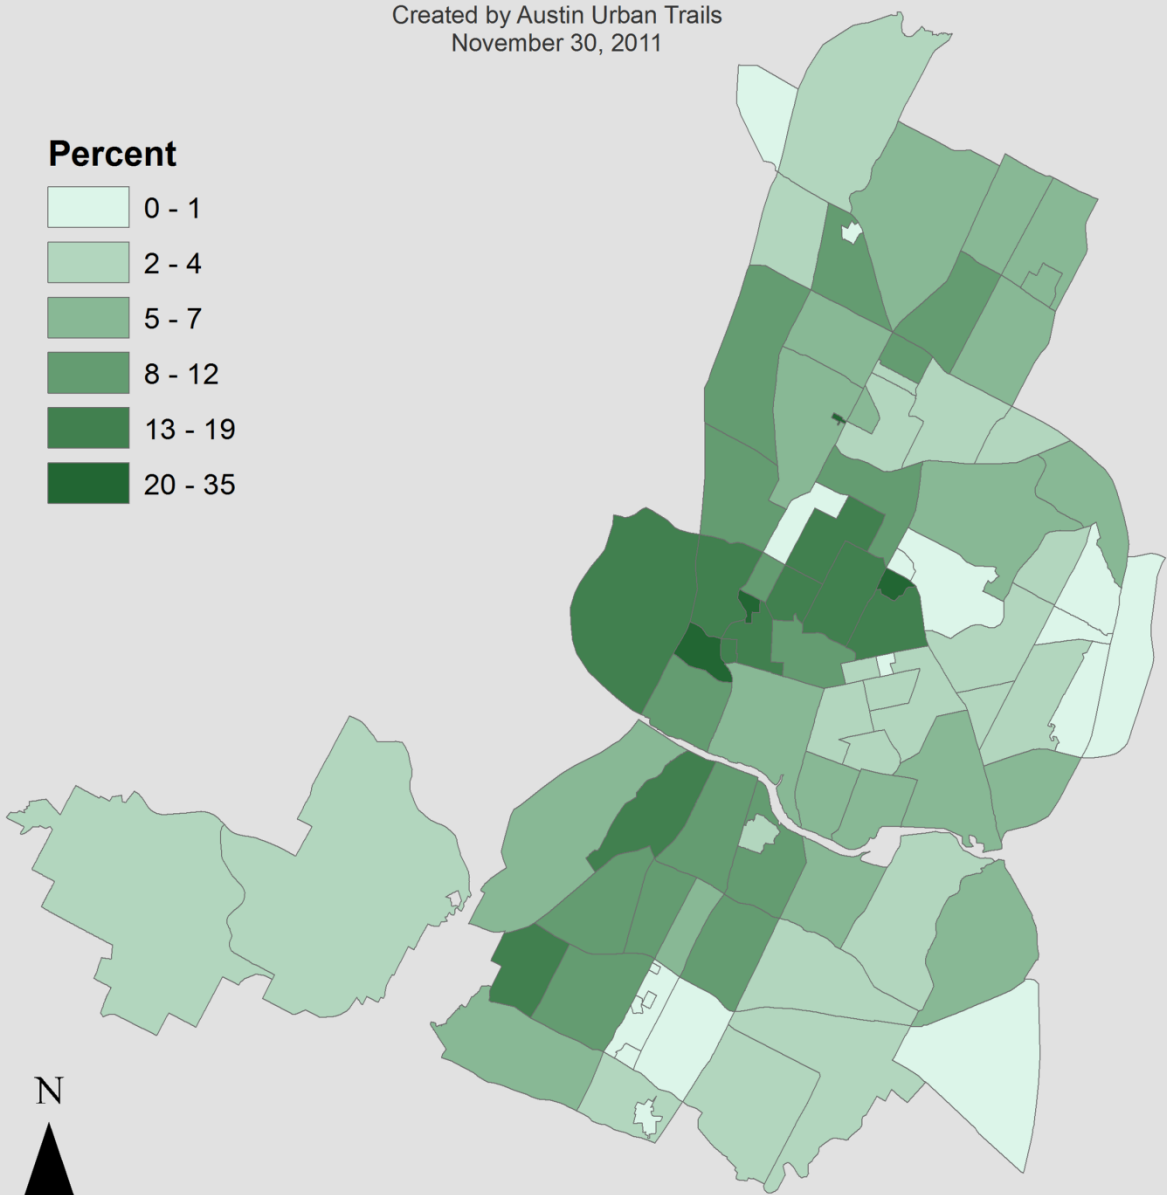 Created by Austin Urban Trails
November 30, 2011
Percent
0 - 1
2 - 4
5 - 7
8 - 12
13 - 19
20 - 35
N